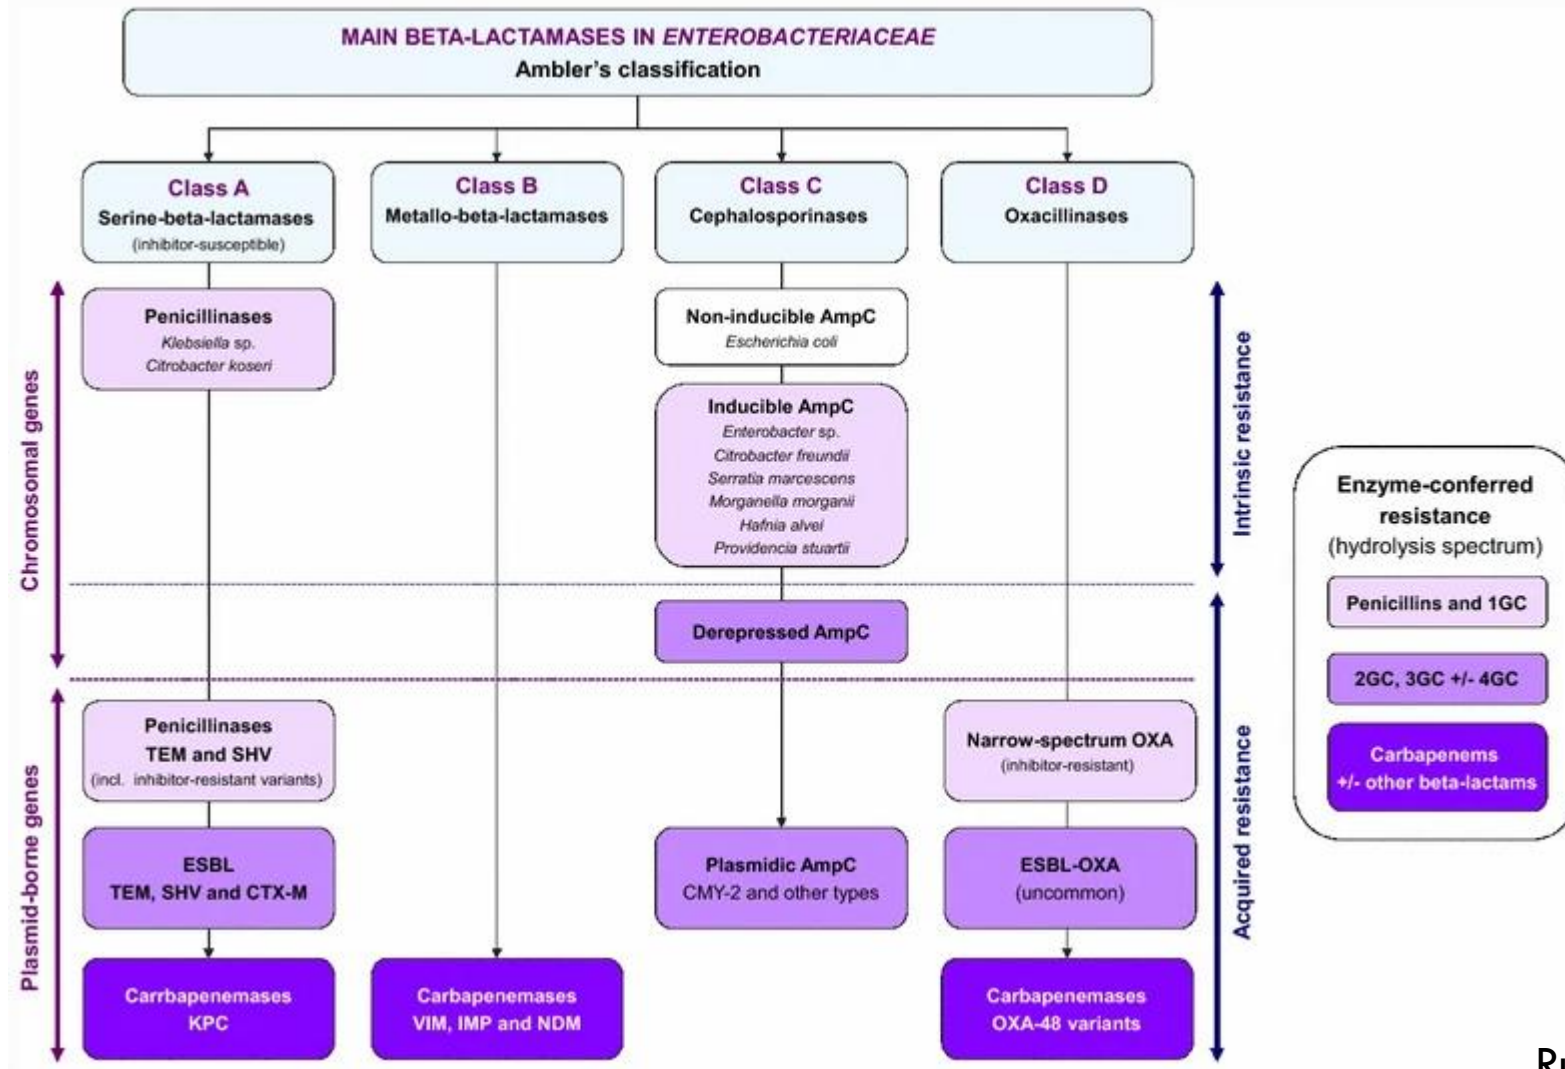 MAIN BETA-LACTAMASES IN ENTEROBACTERIACEAE
Ambler's classification
Class A
Serine-beta-lactamases
(inhibitor-susceptible)
Class B
Metallo-beta-lactamases
Class C
Cephalosporinases
Class D
Oxacillinases
Chromosomal genes
Penicillinases
Klebsiella sp.
Citrobacter koseri
Non-inducible AmpC
Escherichia coli
Inducible AmpC
Enterobacter sp.
Citrobacter freundii
Serratia marcescens
Morganella morganii
Hafnia alvei
Providencia stuartii
Intrinsic resistance
Derepressed AmpC
Plasmid-borne genes
Penicillinases
TEM and SHV
(incl. inhibitor-resistant variants)
Narrow-spectrum OXA
(inhibitor-resistant)
ESBL
TEM, SHV and CTX-M
Plasmidic AmpC
CMY-2 and other types
ESBL-OXA
(uncommon)
Carrbapenemases
KPC
Carbapenemases
VIM, IMP and NDM
Carbapenemases
OXA-48 variants
Acquired resistance
Enzyme-conferred
resistance
(hydrolysis spectrum)
Penicillins and 1GC
2GC, 3GC +/- 4GC
Carbapenems
+/- other beta-lactams